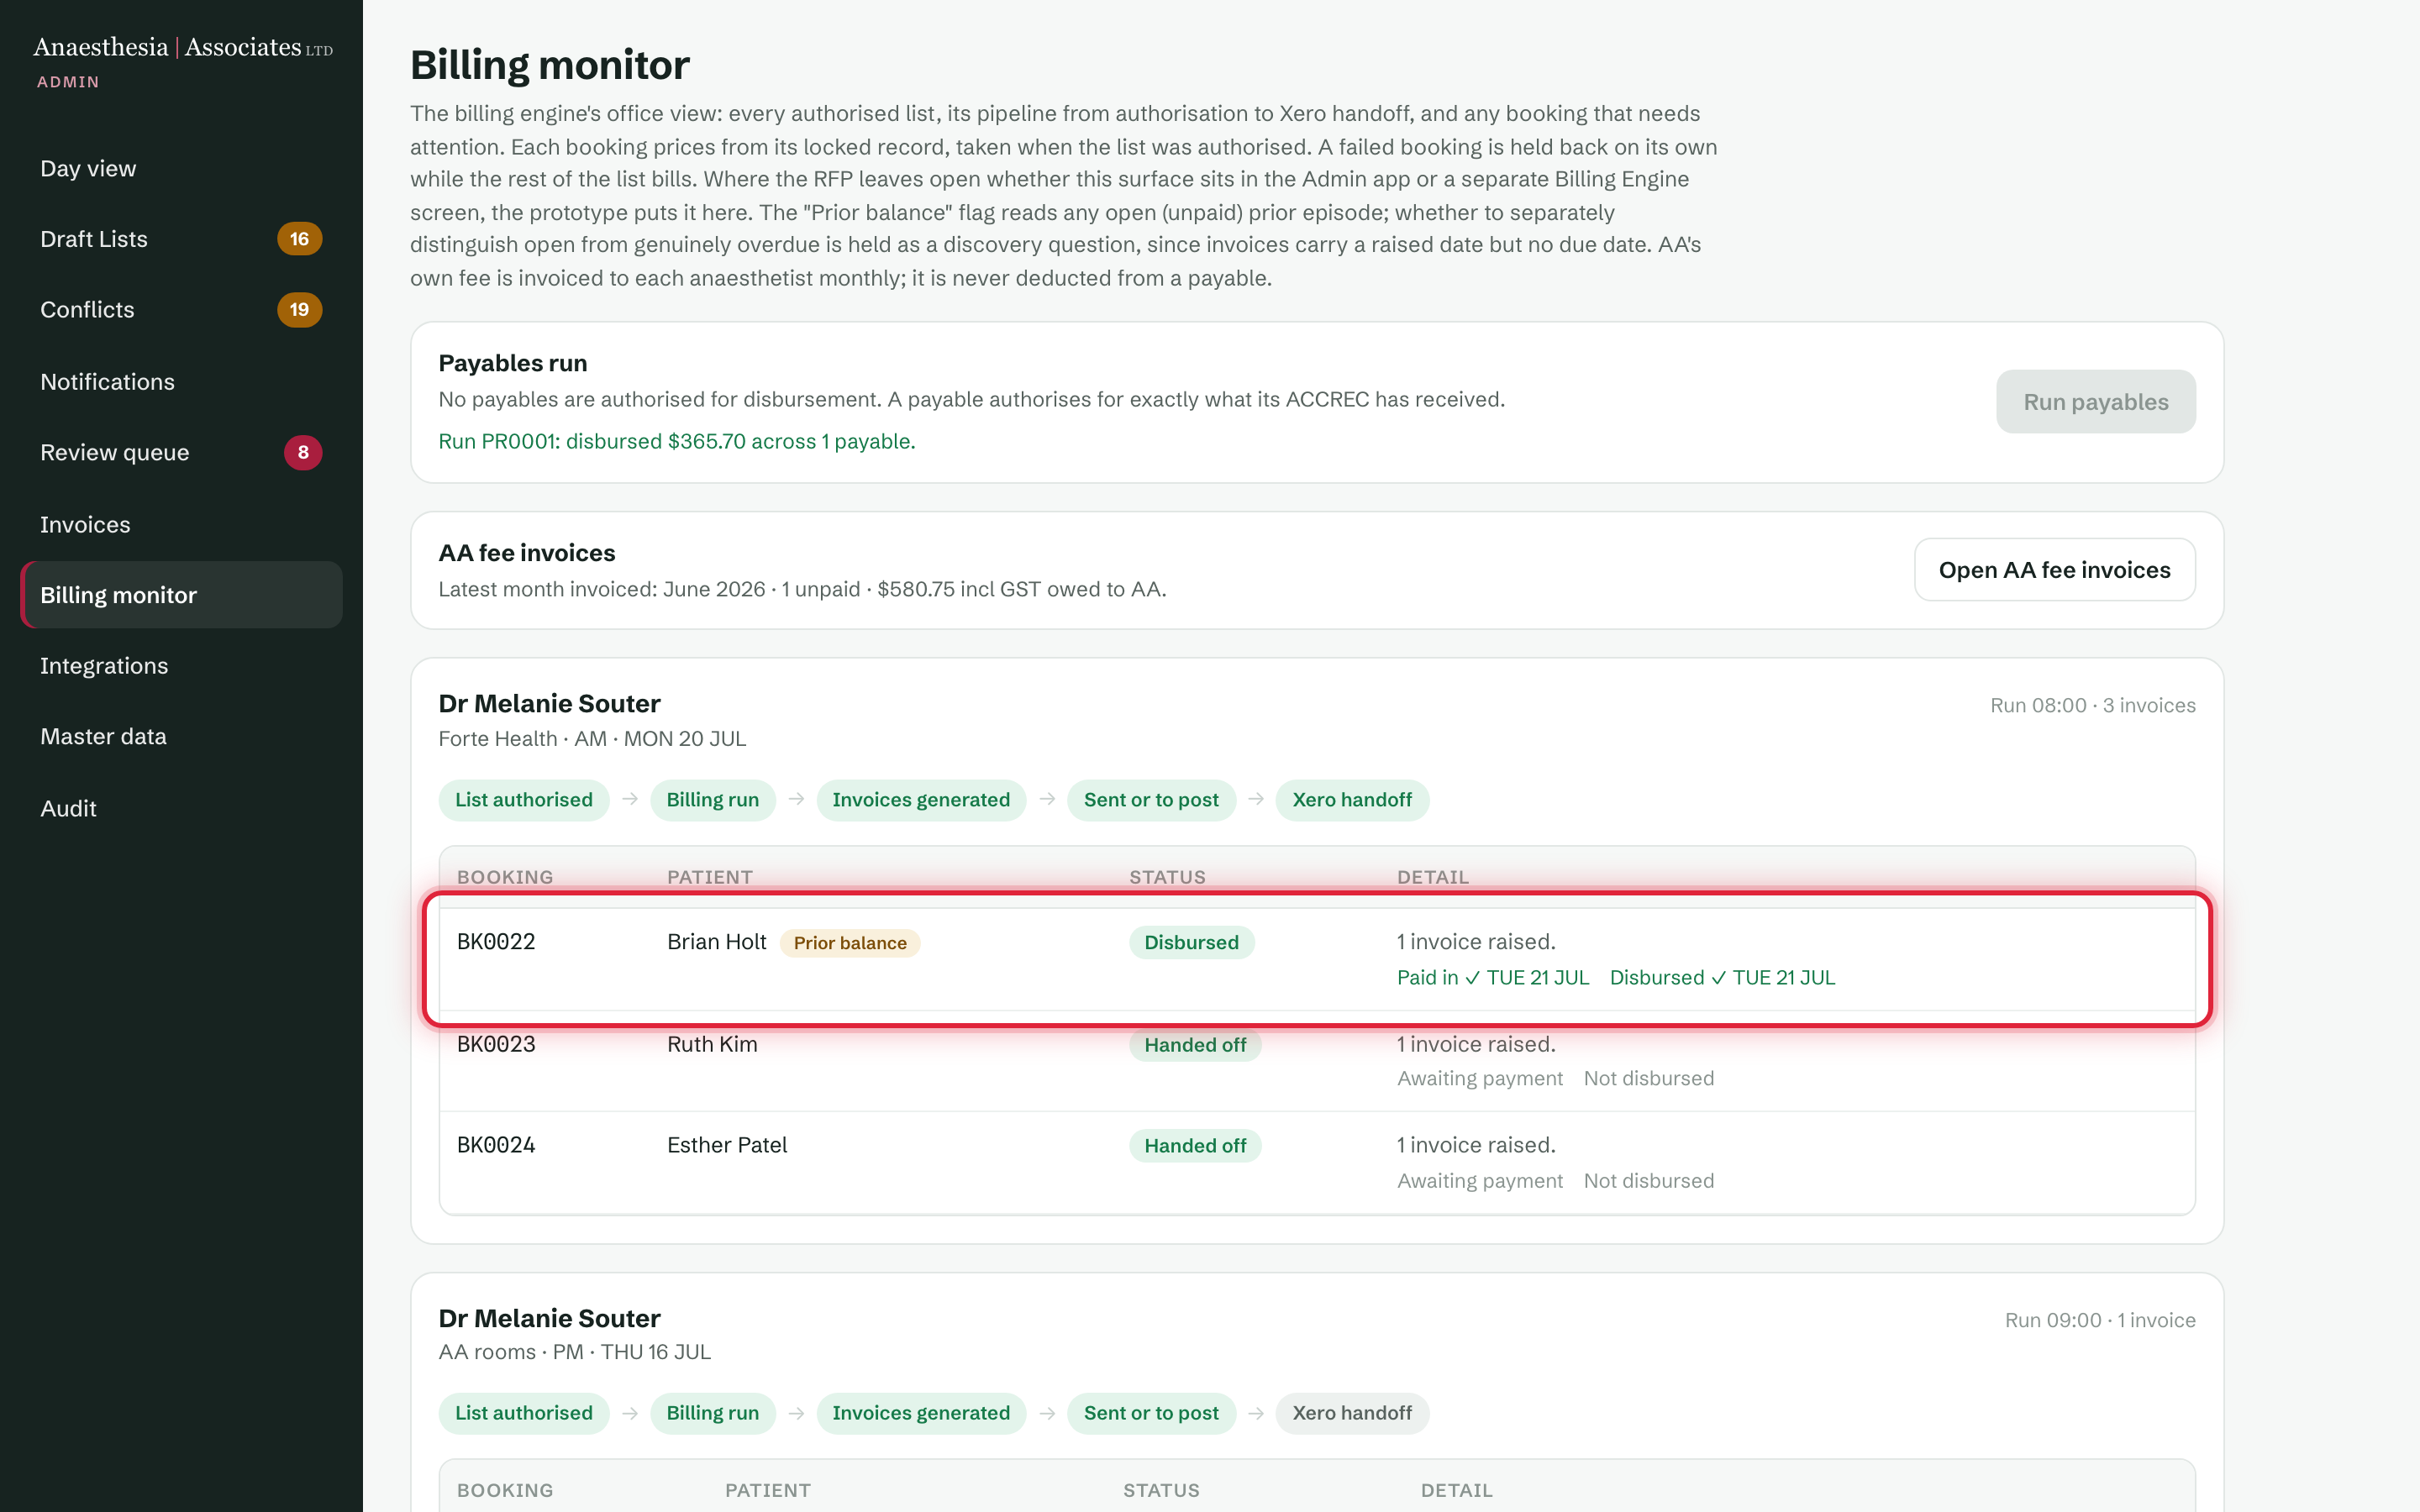 Anaesthesia | Associates LTD
ADMIN
Day view
Draft Lists 16
Conflicts 19
Notifications
Review queue 8
Invoices
Billing monitor
Integrations
Master data
Audit
Billing monitor
The billing engine's office view: every authorised list, its pipeline from authorisation to Xero handoff, and any booking that needs
attention. Each booking prices from its locked record, taken when the list was authorised. A failed booking is held back on its own
while the rest of the list bills. Where the RFP leaves open whether this surface sits in the Admin app or a separate Billing Engine
screen, the prototype puts it here. The "Prior balance" flag reads any open (unpaid) prior episode; whether to separately
distinguish open from genuinely overdue is held as a discovery question, since invoices carry a raised date but no due date. AA's
own fee is invoiced to each anaesthetist monthly; it is never deducted from a payable.
Payables run
No payables are authorised for disbursement. A payable authorises for exactly what its ACCREC has received.
Run PR0001: disbursed $365.70 across 1 payable.
Run payables
AA fee invoices
Latest month invoiced: June 2026 · 1 unpaid · $580.75 incl GST owed to AA.
Open AA fee invoices
Dr Melanie Souter
Run 08:00 · 3 invoices
Forte Health · AM · MON 20 JUL
List authorised → Billing run → Invoices generated → Sent or to post → Xero handoff
BOOKING PATIENT STATUS DETAIL
BK0022 Brian Holt Prior balance Disbursed 1 invoice raised.
Paid in ✓ TUE 21 JUL Disbursed ✓ TUE 21 JUL
BK0023 Ruth Kim Handed off 1 invoice raised.
Awaiting payment Not disbursed
BK0024 Esther Patel Handed off 1 invoice raised.
Awaiting payment Not disbursed
Dr Melanie Souter
Run 09:00 · 1 invoice
AA rooms · PM · THU 16 JUL
List authorised → Billing run → Invoices generated → Sent or to post → Xero handoff
BOOKING PATIENT STATUS DETAIL